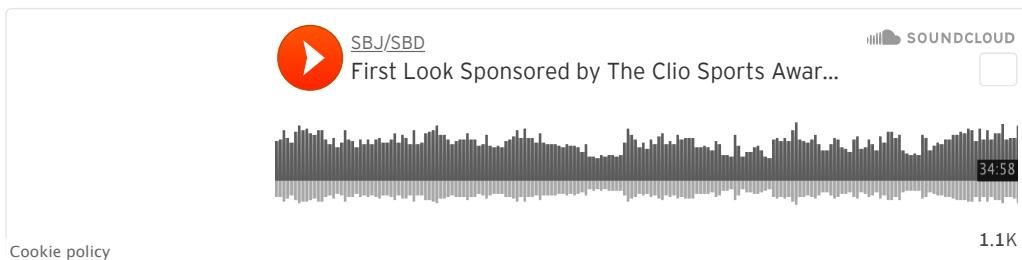 SBJ/SBD
SOUNDCLOUD
First Look Sponsored by The Clio Sports Awar...
34:58
1.1K
Cookie policy